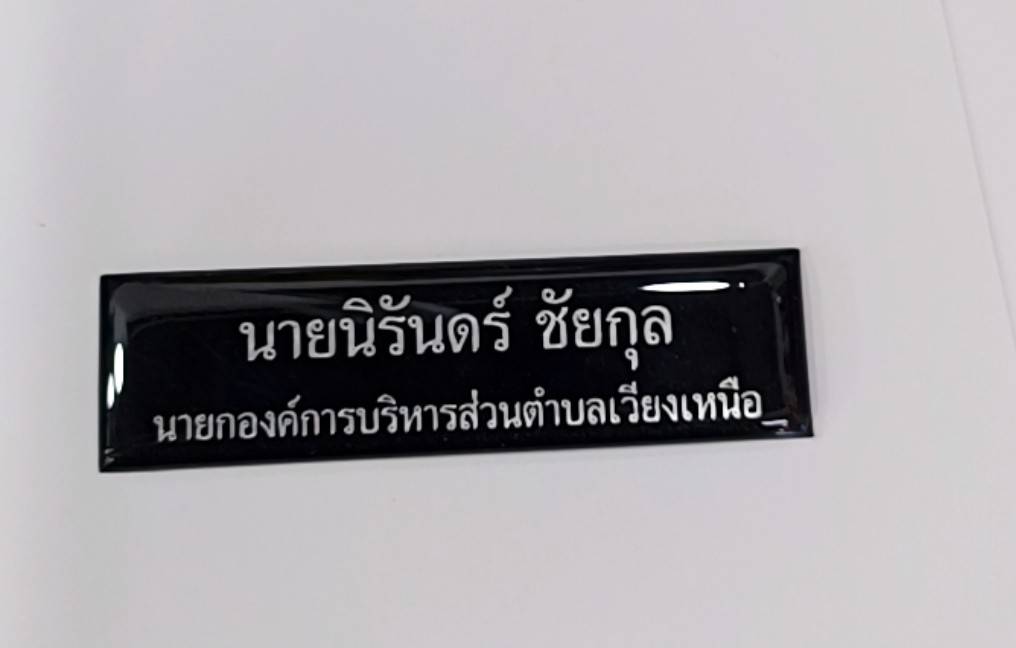 นายนิรันดร์ ชัยกุล
นายกองค์การบริหารส่วนตำบลเวียงเหนือ